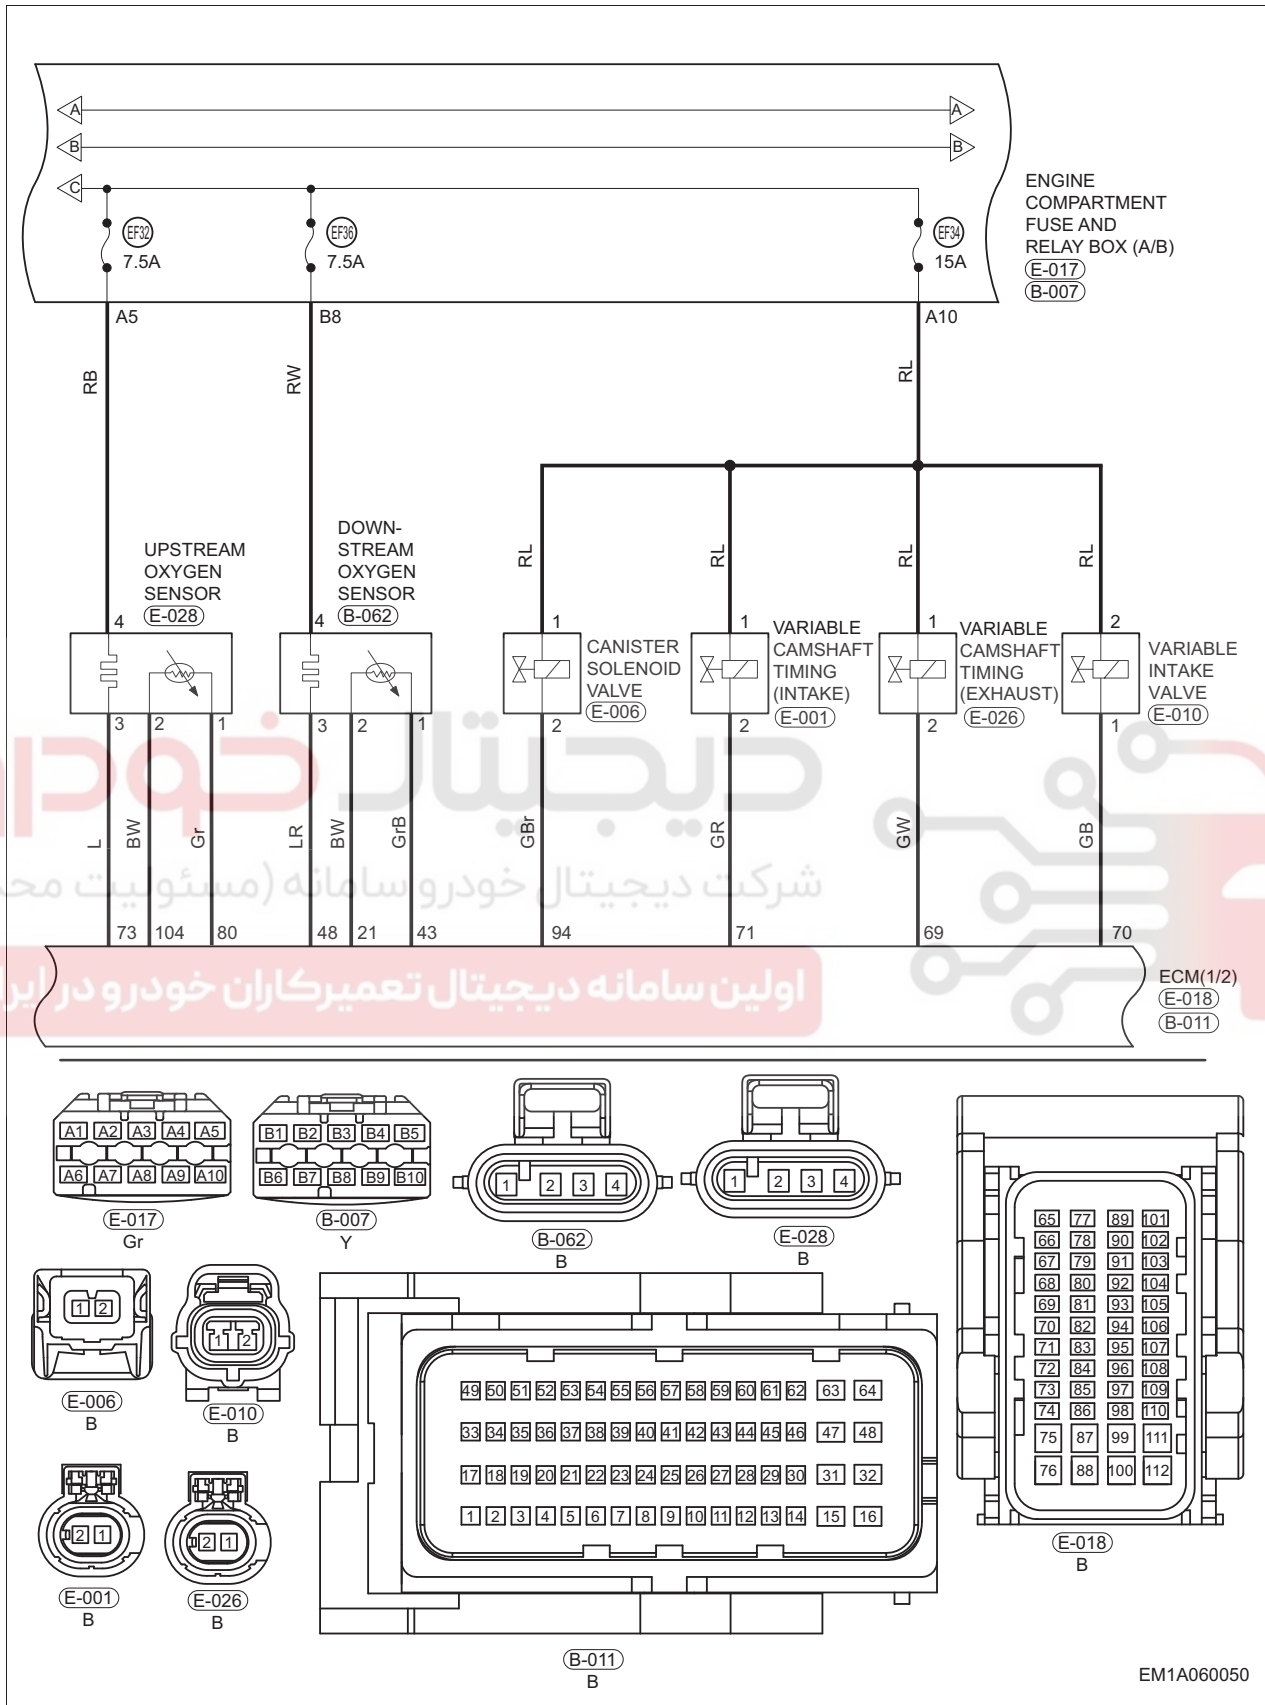 A A
B B
C
EF32
7.5A
EF36
7.5A
EF34
15A
ENGINE
COMPARTMENT
FUSE AND
RELAY BOX (A/B)
E-017
B-007
A5 B8 A10
RB RW RL
UPSTREAM
OXYGEN
SENSOR
E-028
DOWN-
STREAM
OXYGEN
SENSOR
B-062
RL RL RL RL
4 4 1 1 1 2
CANISTER
SOLENOID
VALVE
E-006
VARIABLE
CAMSHAFT
TIMING
(INTAKE)
E-001
VARIABLE
CAMSHAFT
TIMING
(EXHAUST)
E-026
VARIABLE
INTAKE
VALVE
E-010
3 2 1 3 2 1 2 2 2 1
دیجیتال خودرو
L BW Gr LR BW GrB GBr GR GW GB
شرکت دیجیتال خودرو سامانه (مسئولیت
73 104 80 48 21 43 94 71 69 70
اولین سامانه دیجیتال تعمیرکاران خودرو در
ECM(1/2)
E-018
B-011
A1 A2 A3 A4 A5
A6 A7 A8 A9 A10
E-017
Gr
B1 B2 B3 B4 B5
B6 B7 B8 B9 B10
B-007
Y
1 2 3 4
B-062
B
1 2 3 4
E-028
B
1 2
E-006
B
1 2
E-010
B
2 1
E-001
B
2 1
E-026
B
49 50 51 52 53 54 55 56 57 58 59 60 61 62 63 64
33 34 35 36 37 38 39 40 41 42 43 44 45 46 47 48
17 18 19 20 21 22 23 24 25 26 27 28 29 30 31 32
1 2 3 4 5 6 7 8 9 10 11 12 13 14 15 16
B-011
B
65 77 89 101
66 78 90 102
67 79 91 103
68 80 92 104
69 81 93 105
70 82 94 106
71 83 95 107
72 84 96 108
73 85 97 109
74 86 98 110
75 87 99 111
76 88 100 112
E-018
B
EM1A060050